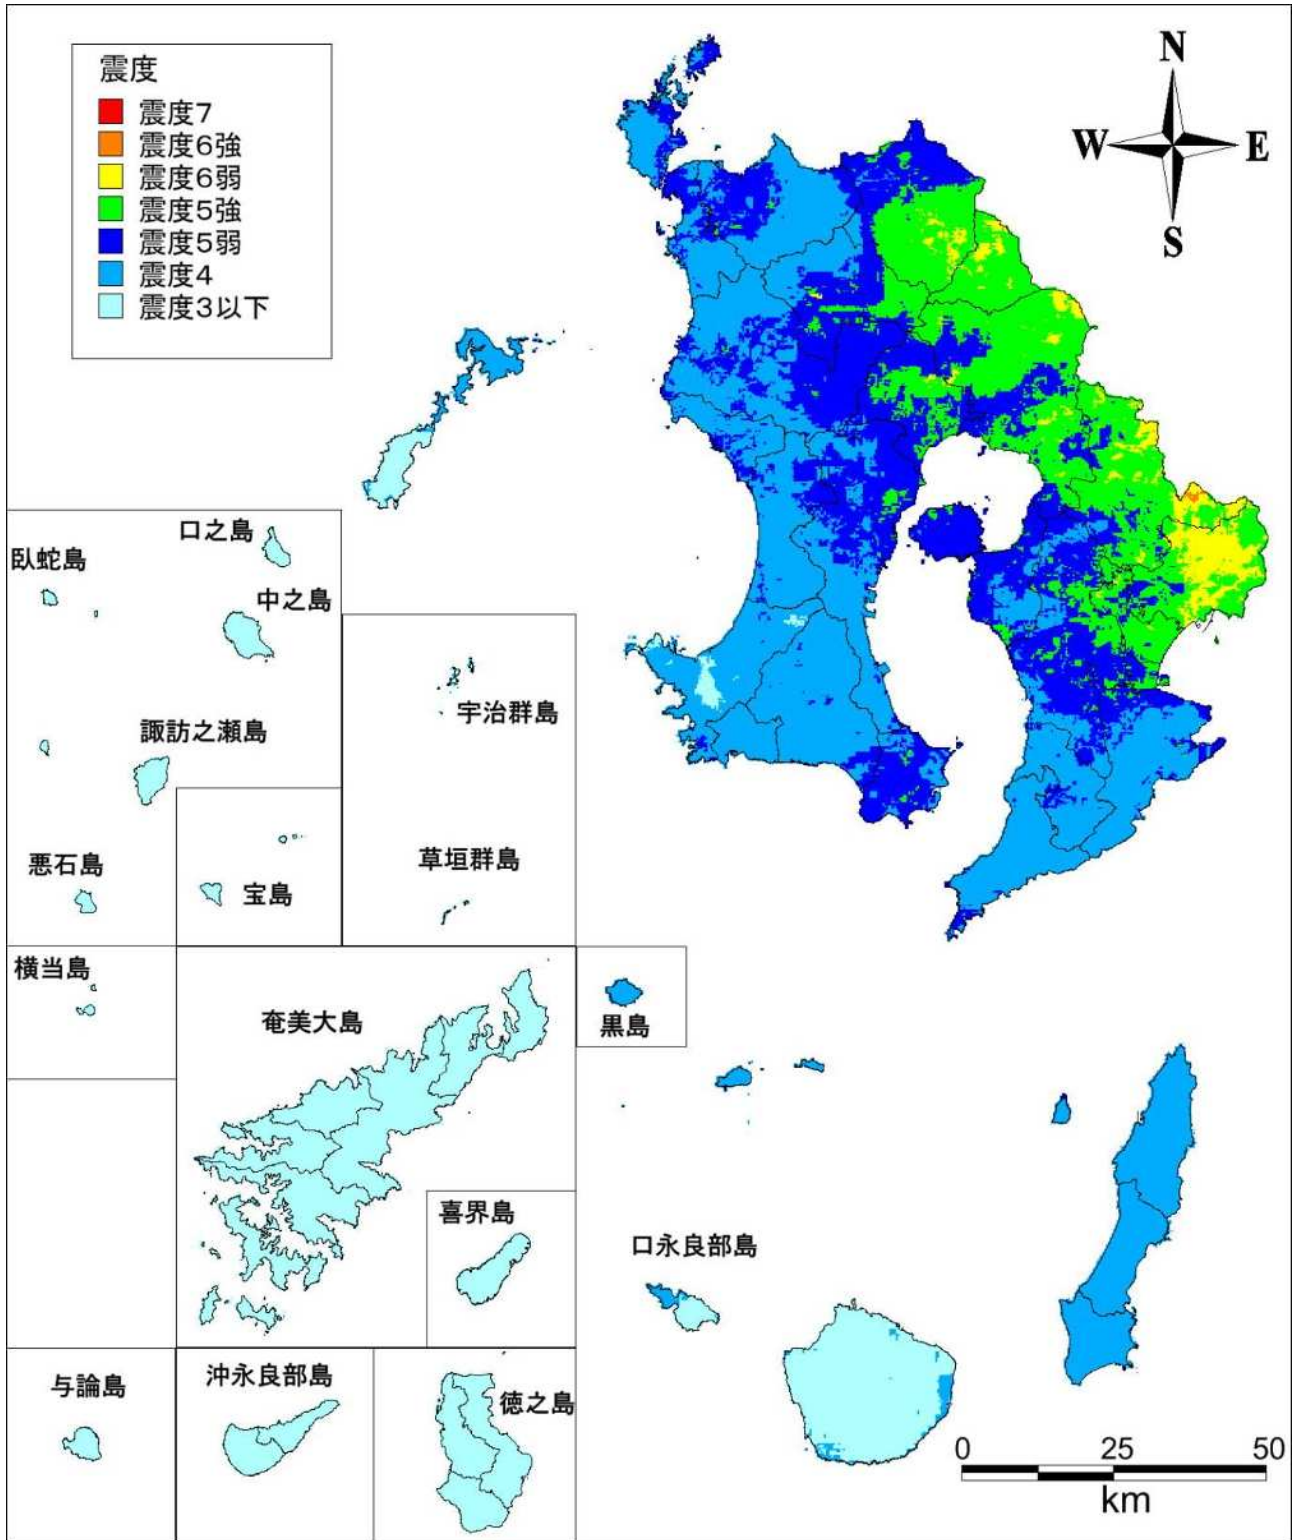 震度
震度7
震度6強
震度6弱
震度5強
震度5弱
震度4
震度3以下
N
W
E
S
口之島
臥蛇島
中之島
宇治群島
諏訪之瀬島
悪石島
宝島
草垣群島
横当島
奄美大島
黒島
喜界島
口永良部島
与論島
沖永良部島
徳之島
0 25 50
km